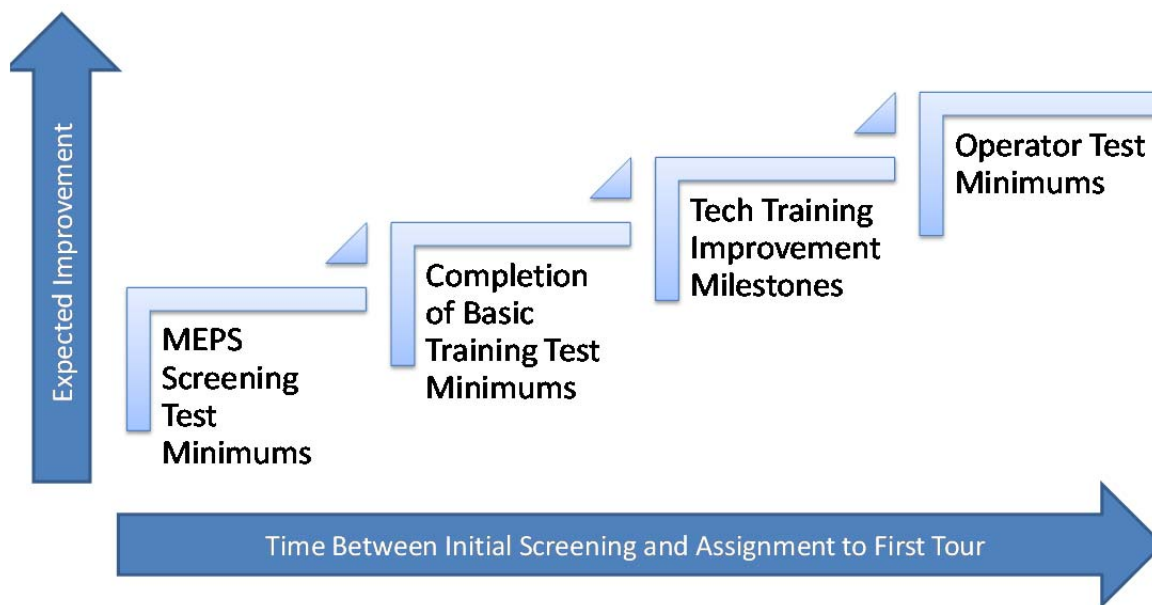 Expected Improvement
MEPS
Screening
Test
Minimums
Completion
of Basic
Training Test
Minimums
Tech Training
Improvement
Milestones
Operator Test
Minimums
Time Between Initial Screening and Assignment to First Tour